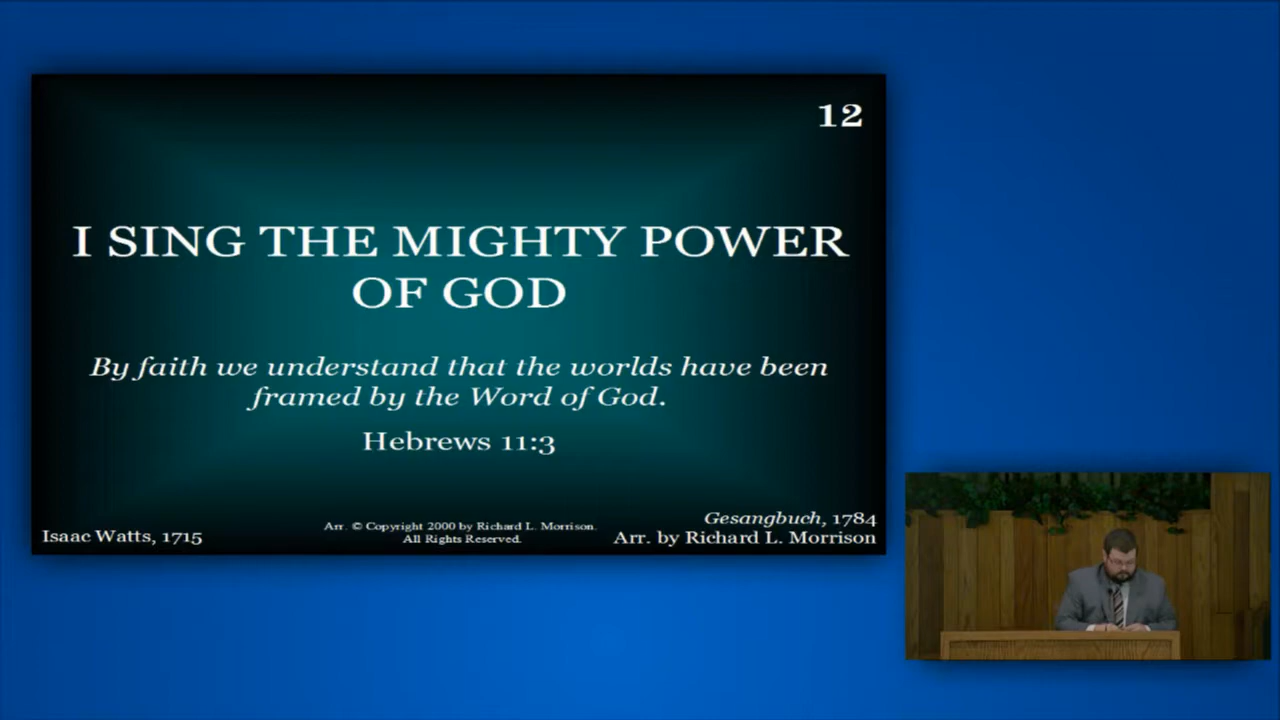 12
I SING THE MIGHTY POWER
OF GOD
By faith we understand that the worlds have been
framed by the Word of God.
Hebrews 11:3
Isaac Watts, 1715
Arr. © Copyright 2000 by Richard L. Morrison.
All Rights Reserved.
Gesangbuch, 1784
Arr. by Richard L. Morrison